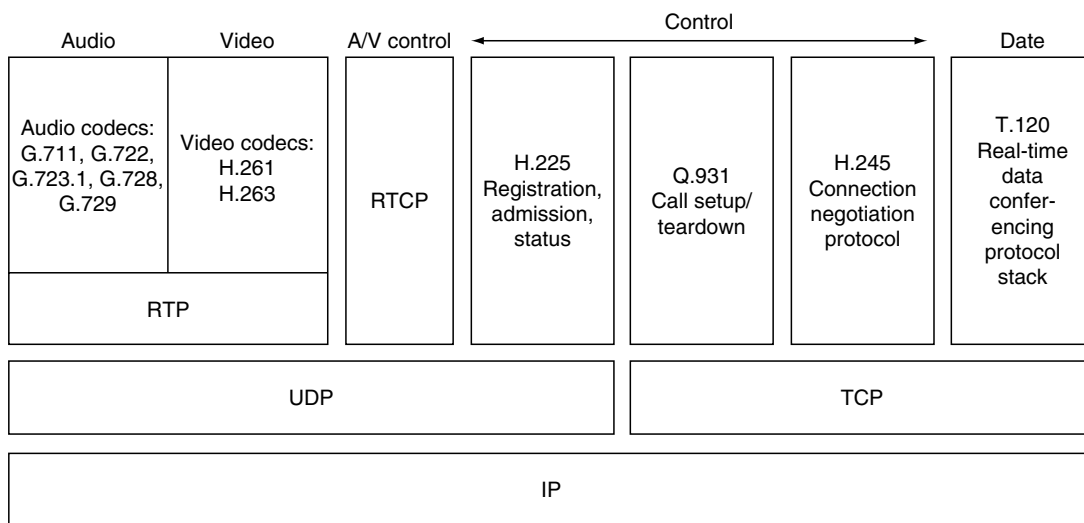 Audio
Video
A/V control
Control
Date
Audio codecs:
G.711, G.722,
G.723.1, G.728,
G.729
Video codecs:
H.261
H.263
RTP
RTCP
H.225
Registration,
admission,
status
Q.931
Call setup/
teardown
H.245
Connection
negotiation
protocol
T.120
Real-time
data
confer-
encing
protocol
stack
UDP
TCP
IP